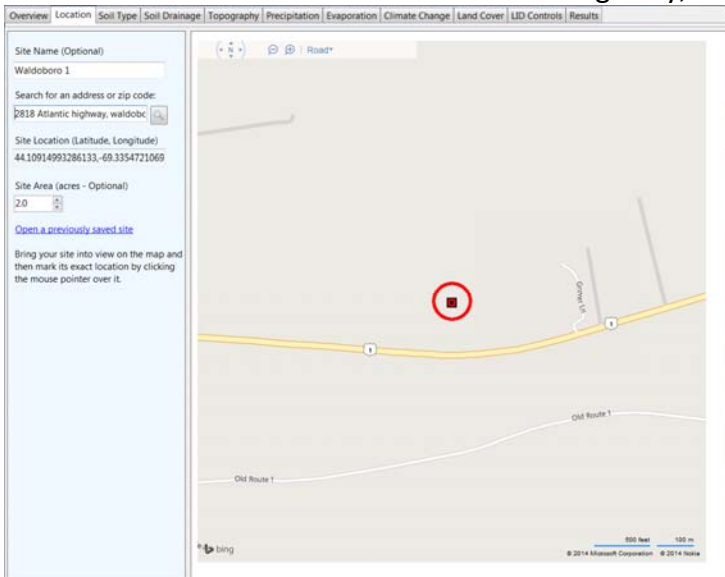 Overview Location Soil Type Soil Drainage Topography Precipitation Evaporation Climate Change Land Cover LID Controls Results
Site Name (Optional)
Waldoboro 1
Search for an address or zip code:
2818 Atlantic highway, waldobc
Site Location (Latitude, Longitude)
44.10914993286133,-69.3354721069
Site Area (acres - Optional)
2.0
Open a previously saved site
Bring your site into view on the map and
then mark its exact location by clicking
the mouse pointer over it.
N
Road
Grimer Ln
1
1
Old Route 1
Old Route 1
bing
500 feet 100 m
© 2014 Microsoft Corporation © 2014 Nokia